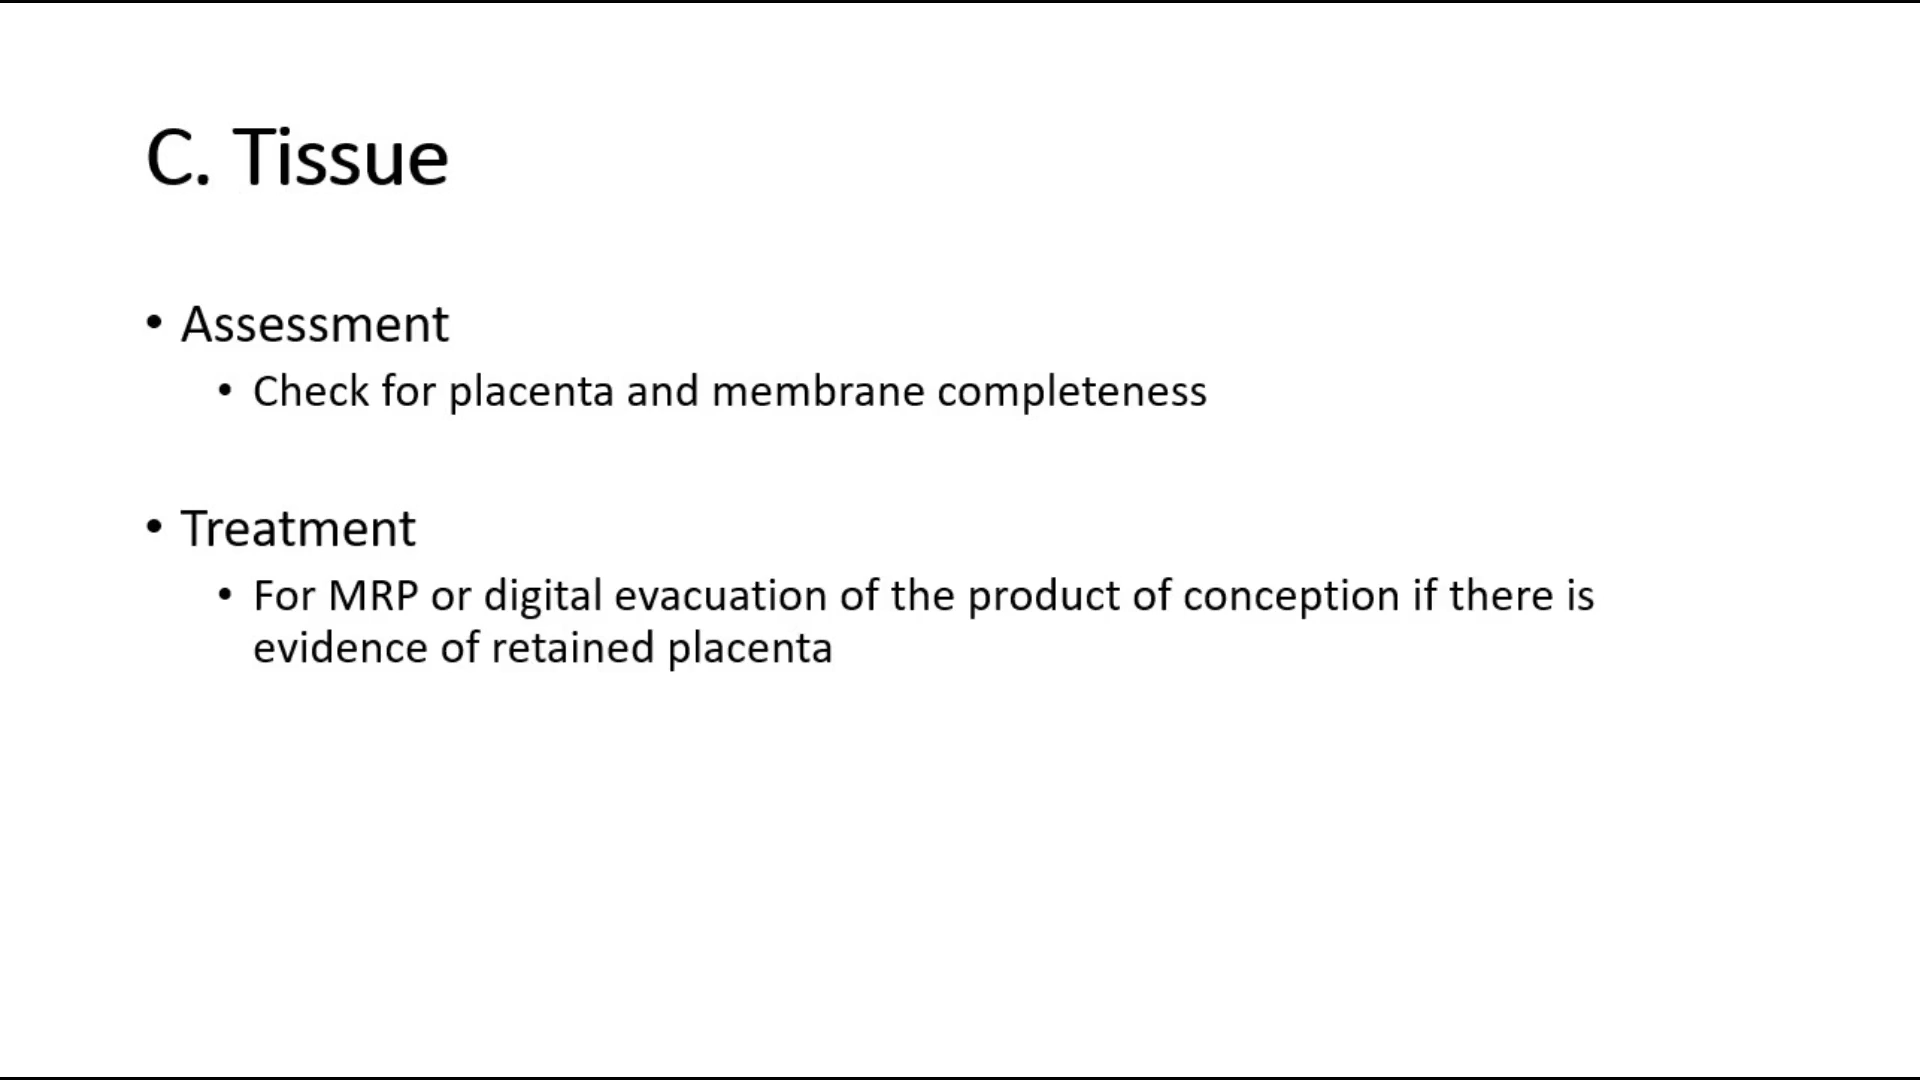 C. Tissue
• Assessment
• Check for placenta and membrane completeness
• Treatment
• For MRP or digital evacuation of the product of conception if there is
evidence of retained placenta